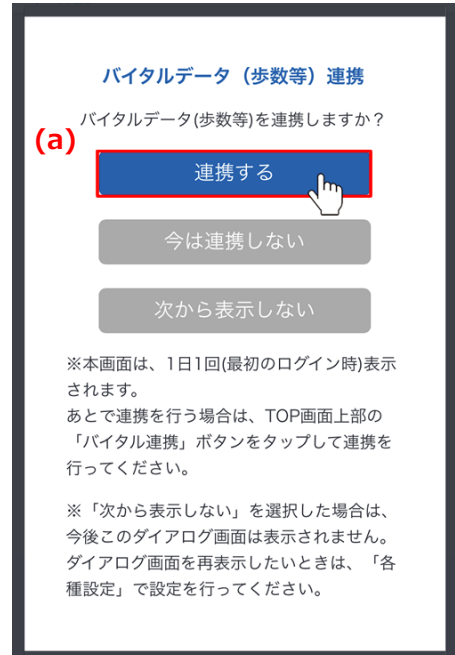 バイタルデータ（歩数等）連携
バイタルデータ(歩数等)を連携しますか？
(a)
連携する
今は連携しない
次から表示しない
※本画面は、1日1回(最初のログイン時)表示
されます。
あとで連携を行う場合は、TOP画面上部の
「バイタル連携」ボタンをタップして連携を
行ってください。
※「次から表示しない」を選択した場合は、
今後このダイアログ画面は表示されません。
ダイアログ画面を再表示したいときは、「各
種設定」で設定を行ってください。